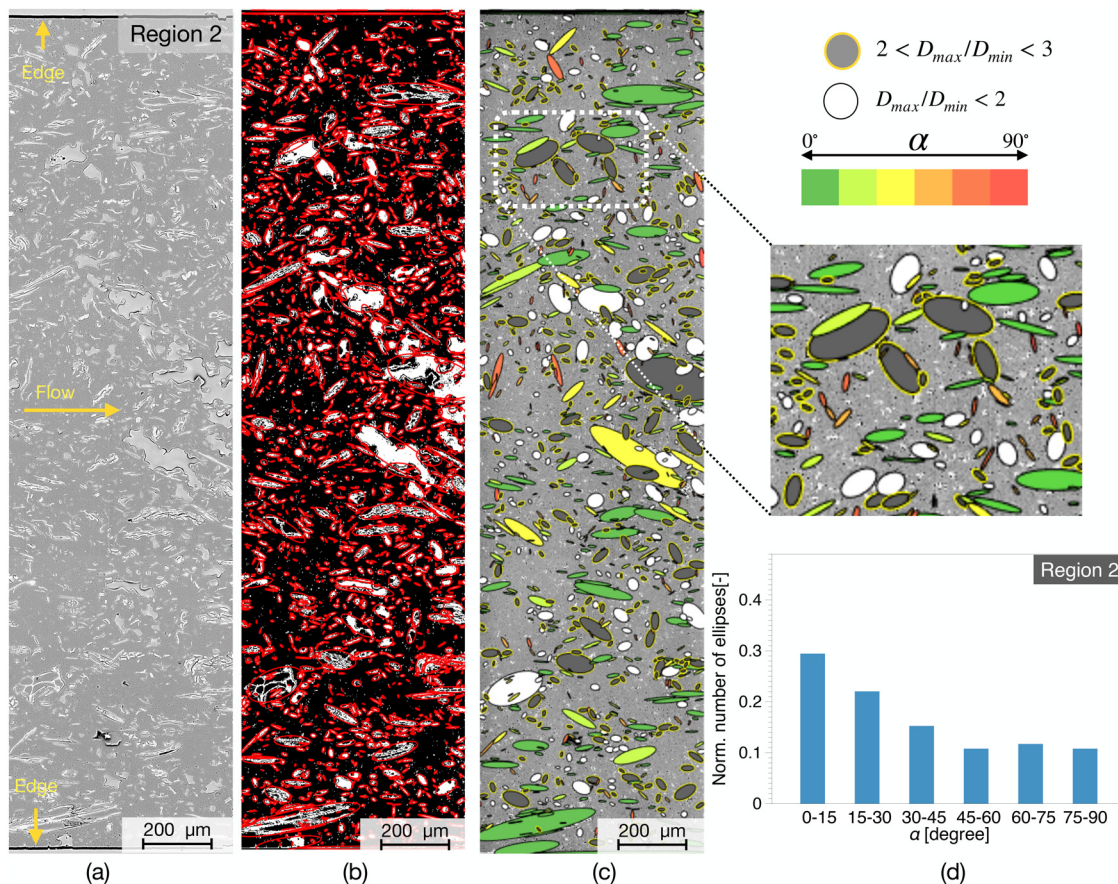 Region 2
Edge
Flow
Edge
200 µm
(a)
200 µm
(b)
200 µm
(c)
2 < Dmax/Dmin < 3
Dmax/Dmin < 2
0° α 90°
Region 2
Norm. number of ellipses[-]
0.4
0.3
0.2
0.1
0
0-15 15-30 30-45 45-60 60-75 75-90
α [degree]
(d)